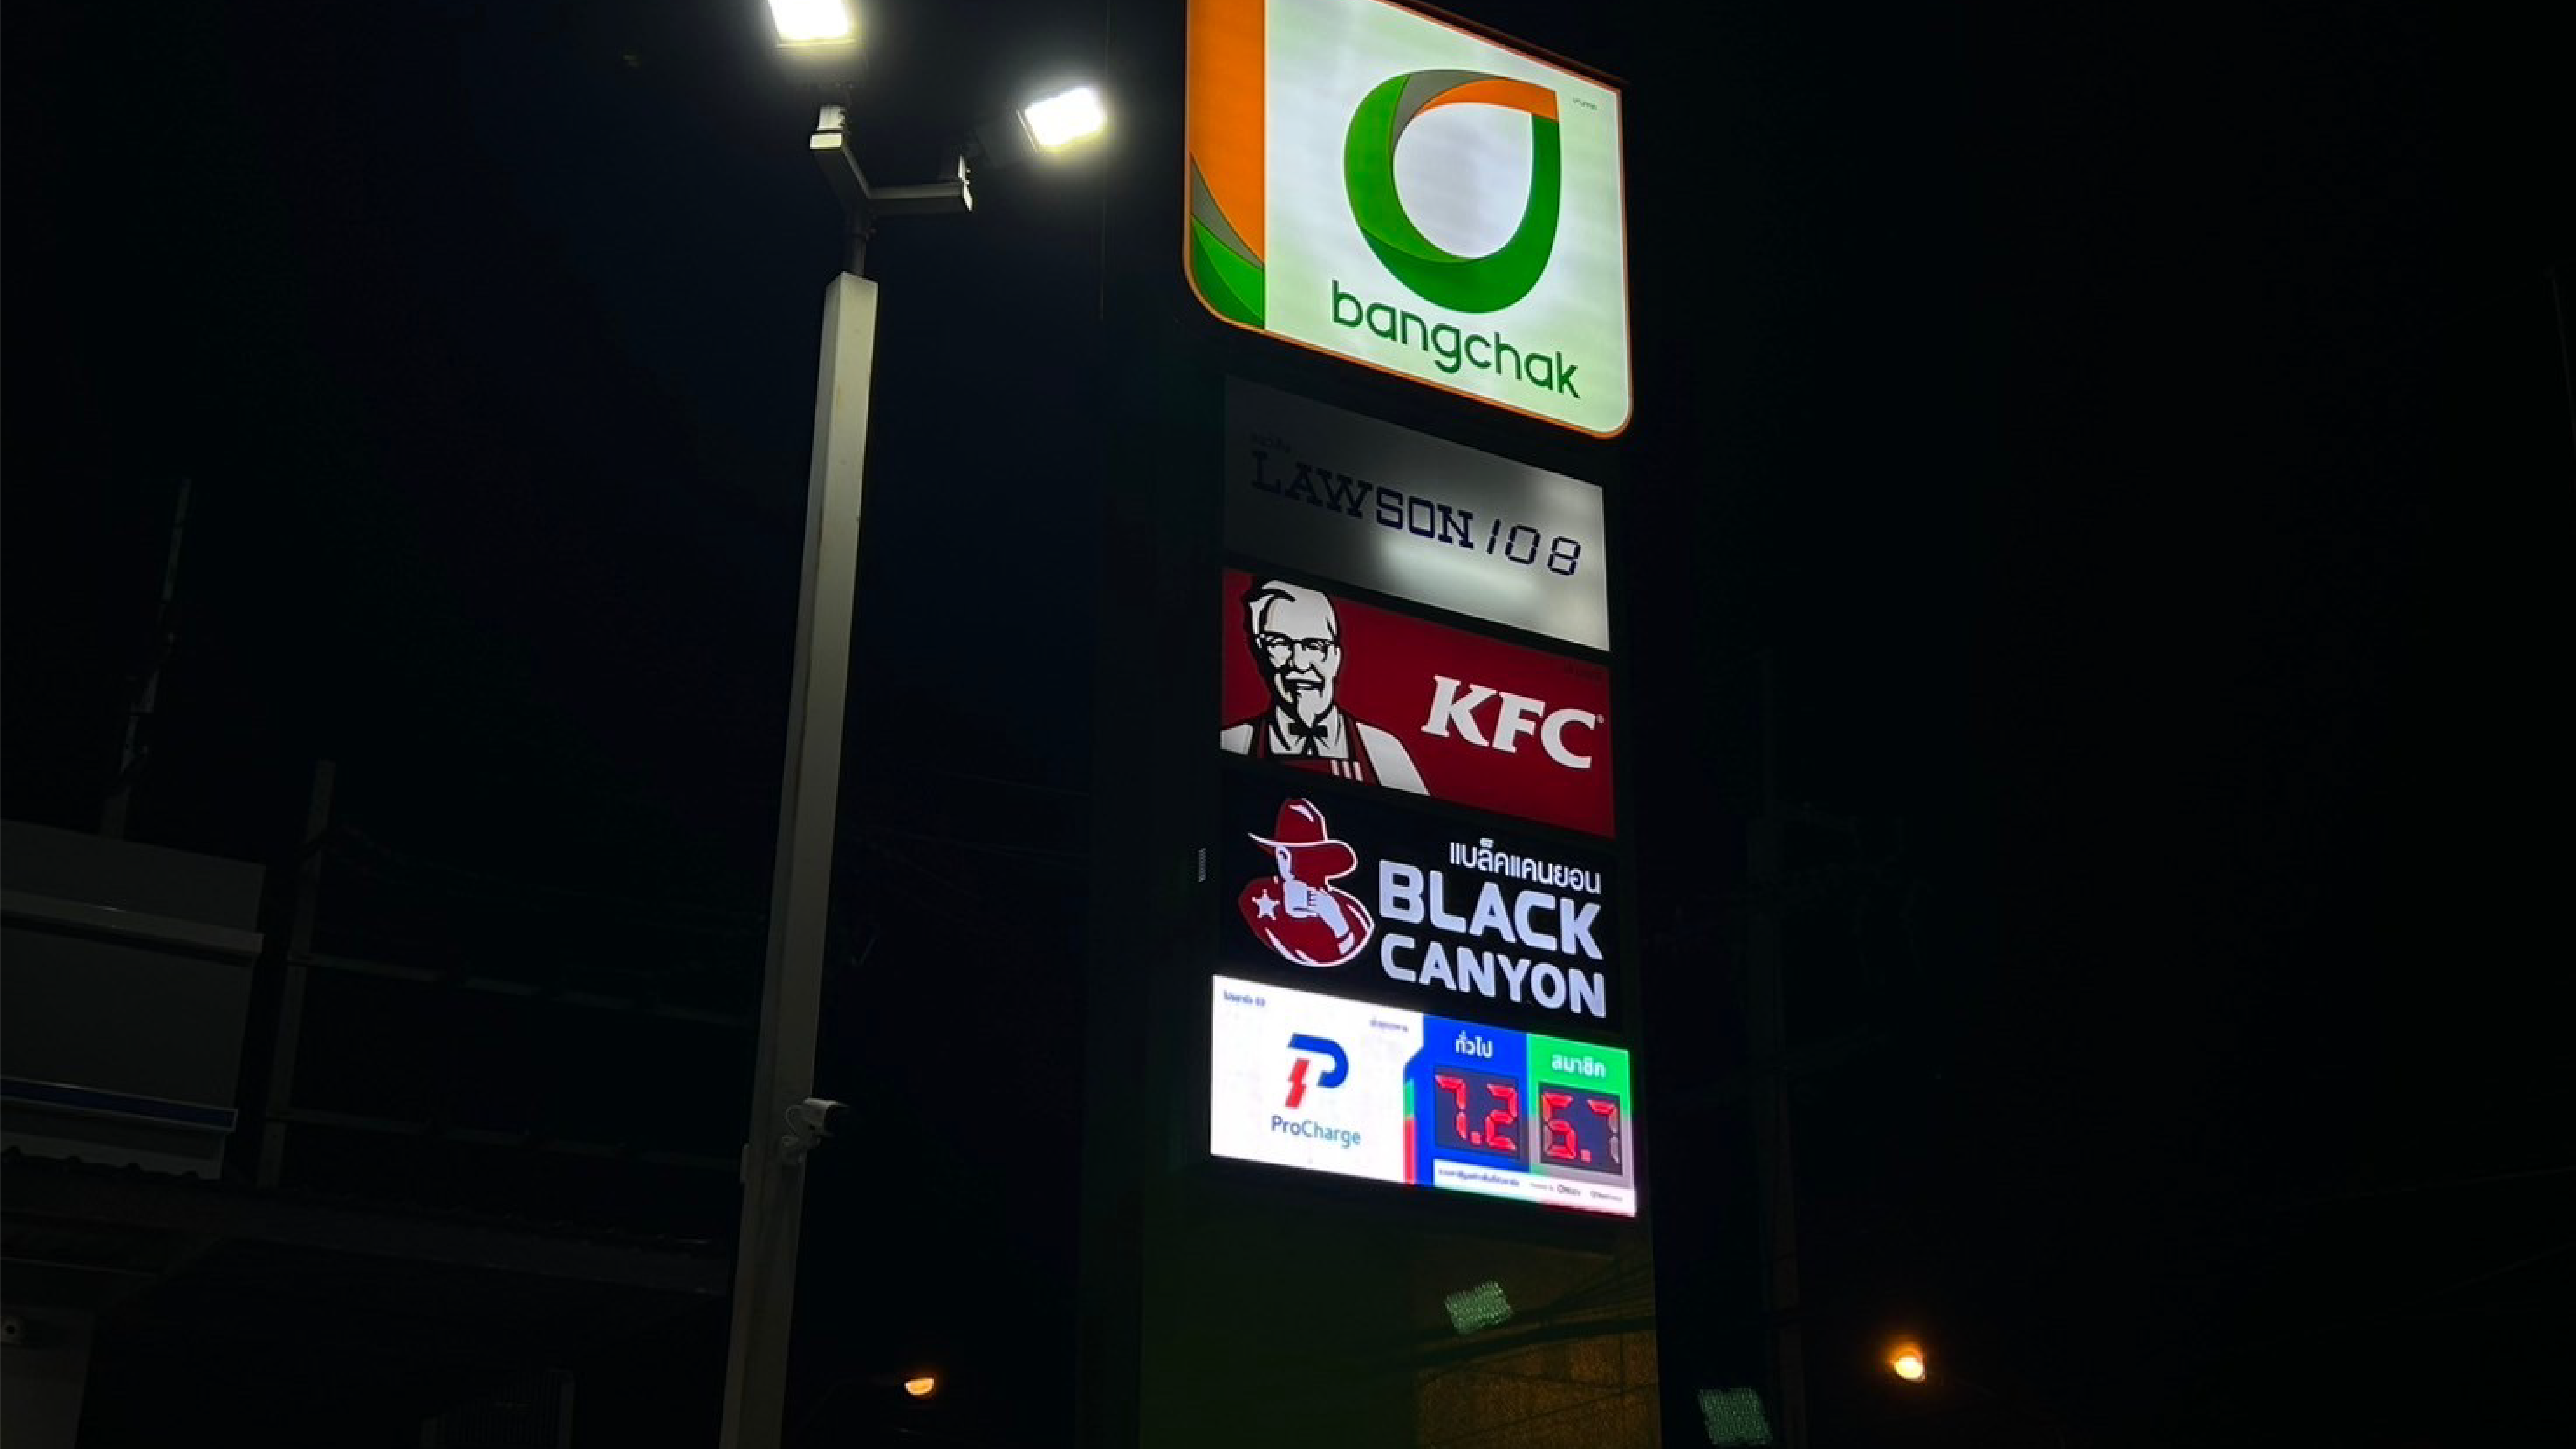 bangchak
LAWSON 108
KFC
แบล็คแคนยอน
BLACK
CANYON
ProCharge
ทั่วไป
สมาชิก
7.2
6.7